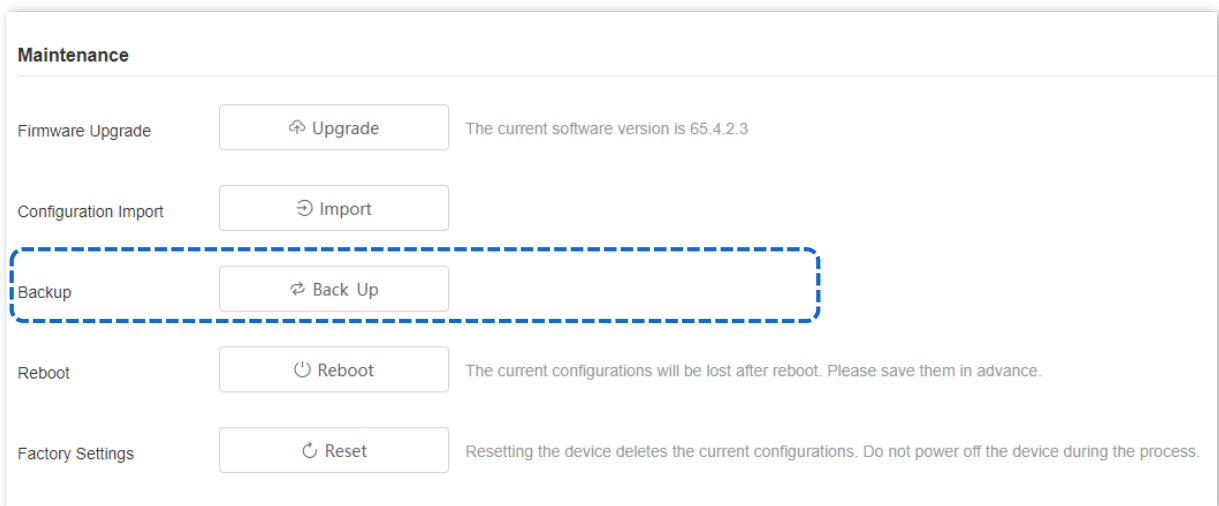 Maintenance
Firmware Upgrade Upgrade The current software version is 65.4.2.3
Configuration Import Import
Backup Back Up
Reboot Reboot The current configurations will be lost after reboot. Please save them in advance.
Factory Settings Reset Resetting the device deletes the current configurations. Do not power off the device during the process.